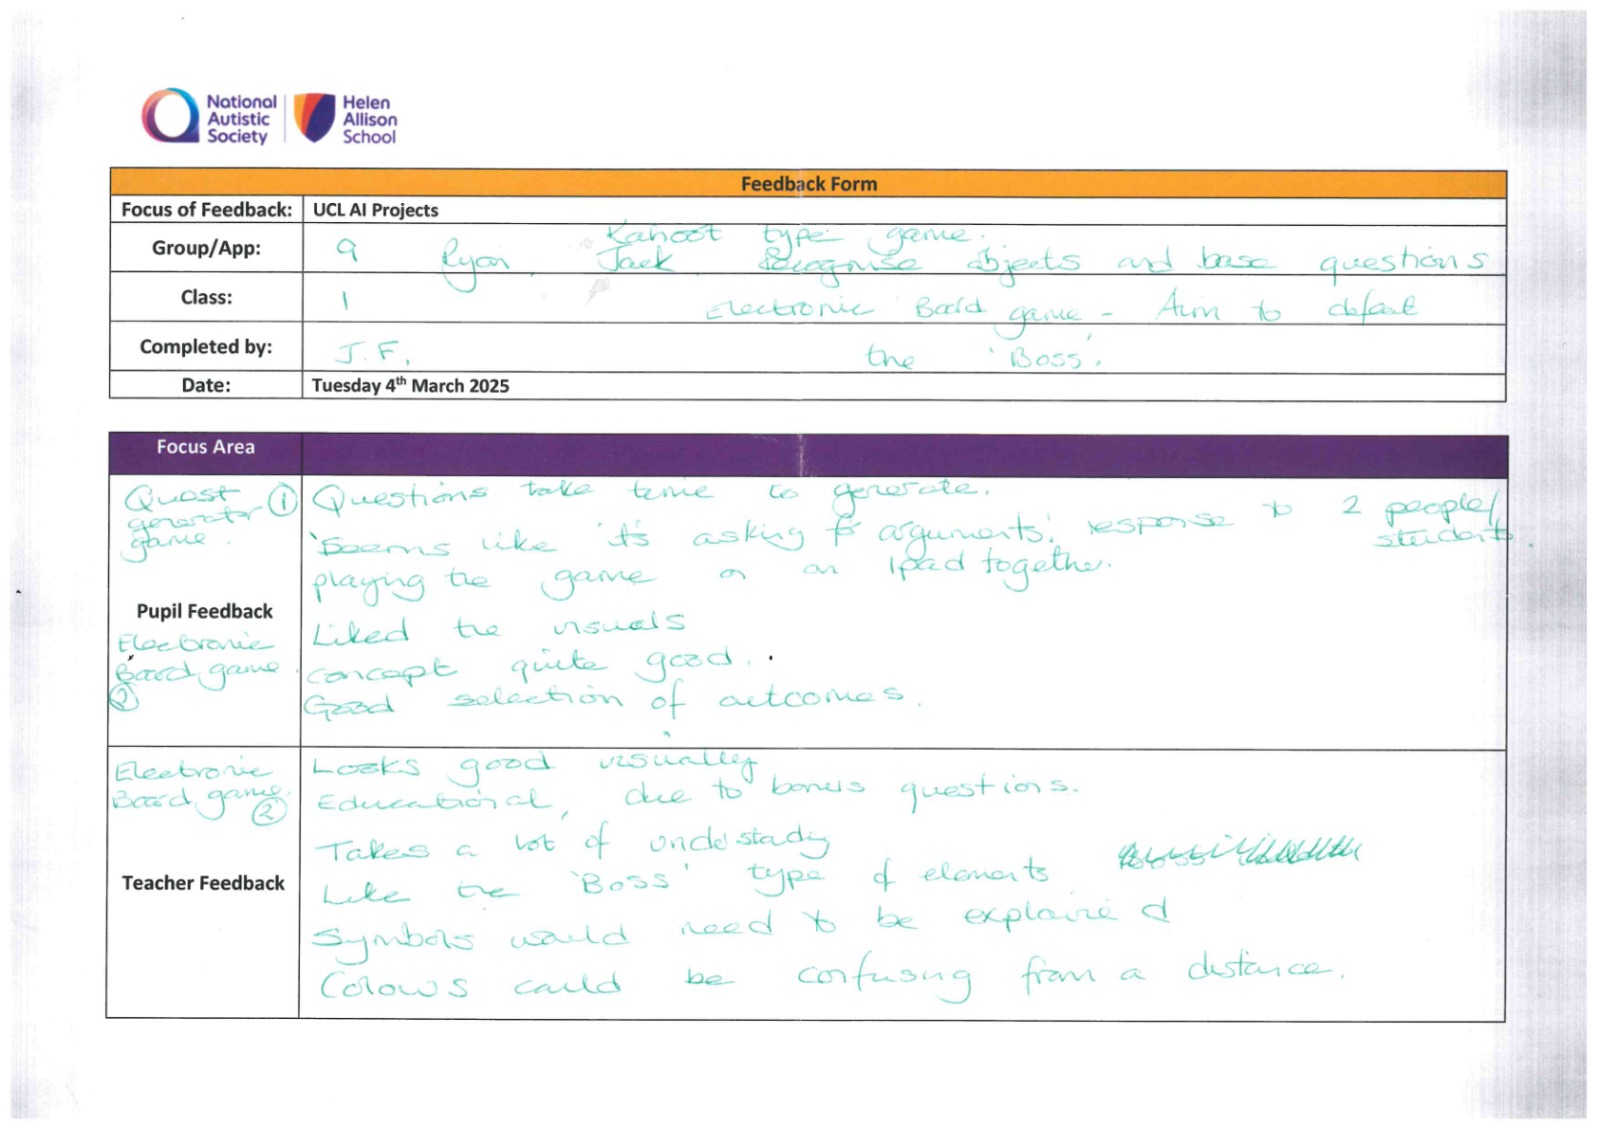 National Autistic Society
Helen Allison School
Feedback Form
Focus of Feedback: UCL AI Projects
Kahoot type game.
Group/App: 9 Ryan, Jack Recognise objects and base questions
Class: 1 Electronic Board game - Aim to defeat
Completed by: J.F. the 'Boss'.
Date: Tuesday 4th March 2025
Focus Area
Quest generator game. ①
Questions take time to generate.
'Seems like it's asking for arguments'. response to 2 people/students.
playing the game on an Ipad together.
Pupil Feedback
Electronic Board game ②
Liked the visuals
concept quite good.
Good selection of outcomes.
Electronic Board game. ②
Looks good visually
Educational, due to bonus questions.
Takes a lot of understadig
Teacher Feedback
Like the 'Boss' type of elements
Symbols would need to be explained
Colours could be confusing from a distance.